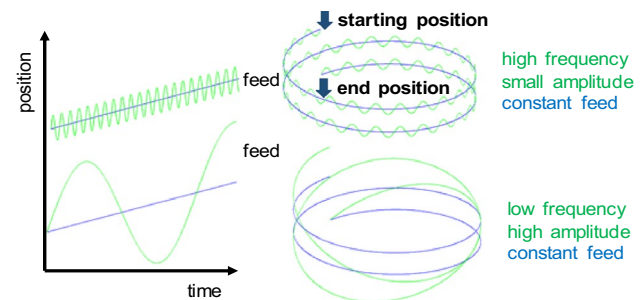 position
time
feed
feed
starting position
end position
high frequency
small amplitude
constant feed
low frequency
high amplitude
constant feed